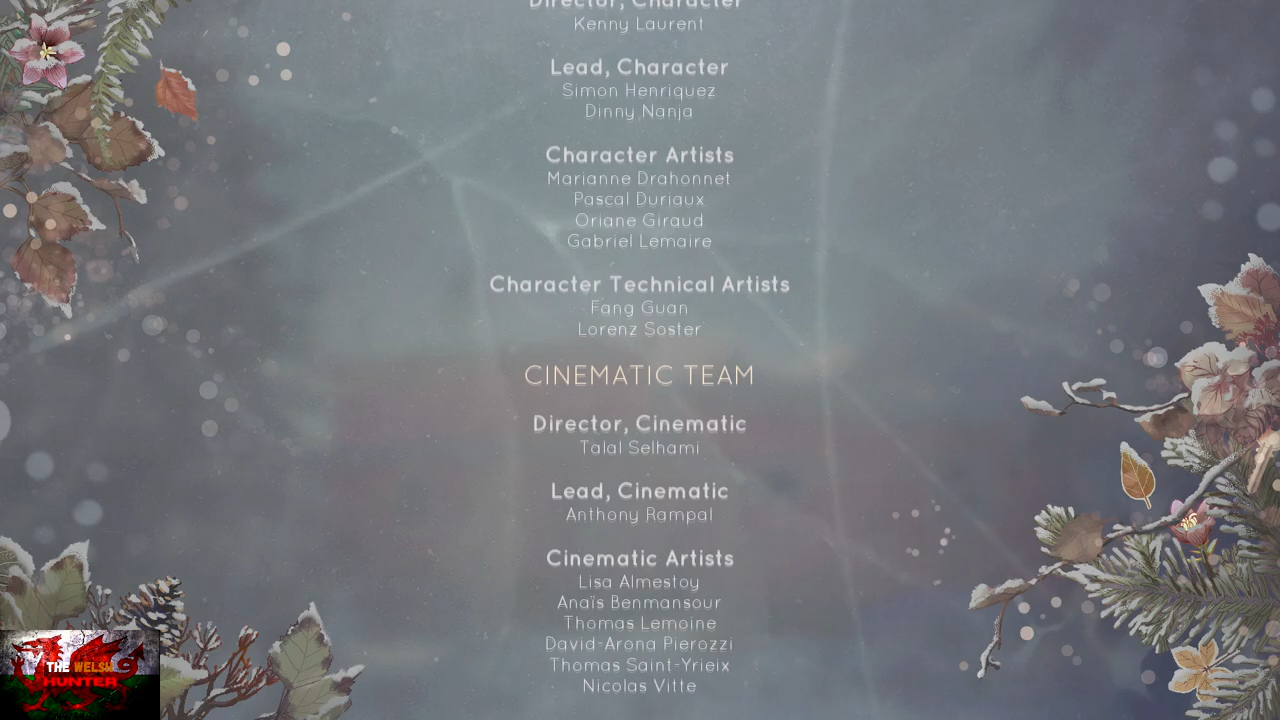 Director, Character
Kenny Laurent
Lead, Character
Simon Henriquez
Dinny Nanja
Character Artists
Marianne Drahonnet
Pascal Duriaux
Oriane Giraud
Gabriel Lemaire
Character Technical Artists
Fang Guan
Lorenz Soster
CINEMATIC TEAM
Director, Cinematic
Talal Selhami
Lead, Cinematic
Anthony Rampal
Cinematic Artists
Lisa Almestoy
Anaïs Benmansour
Thomas Lemoine
David-Arona Pierozzi
Thomas Saint-Yrieix
Nicolas Vitte
THE WELSH
HUNTER